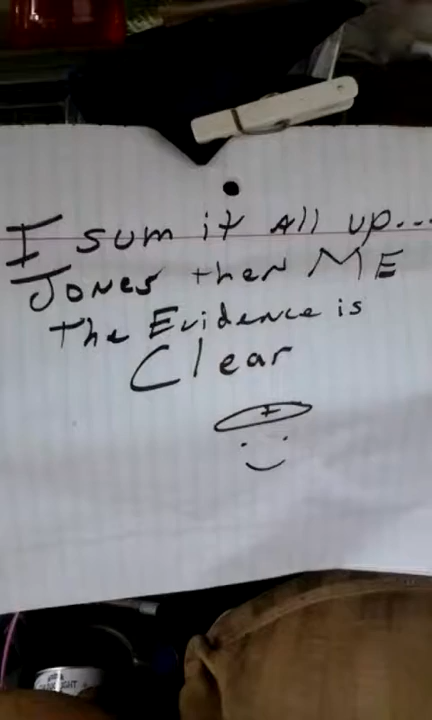 I sum it All up...
Jones then ME
The Evidence is
Clear